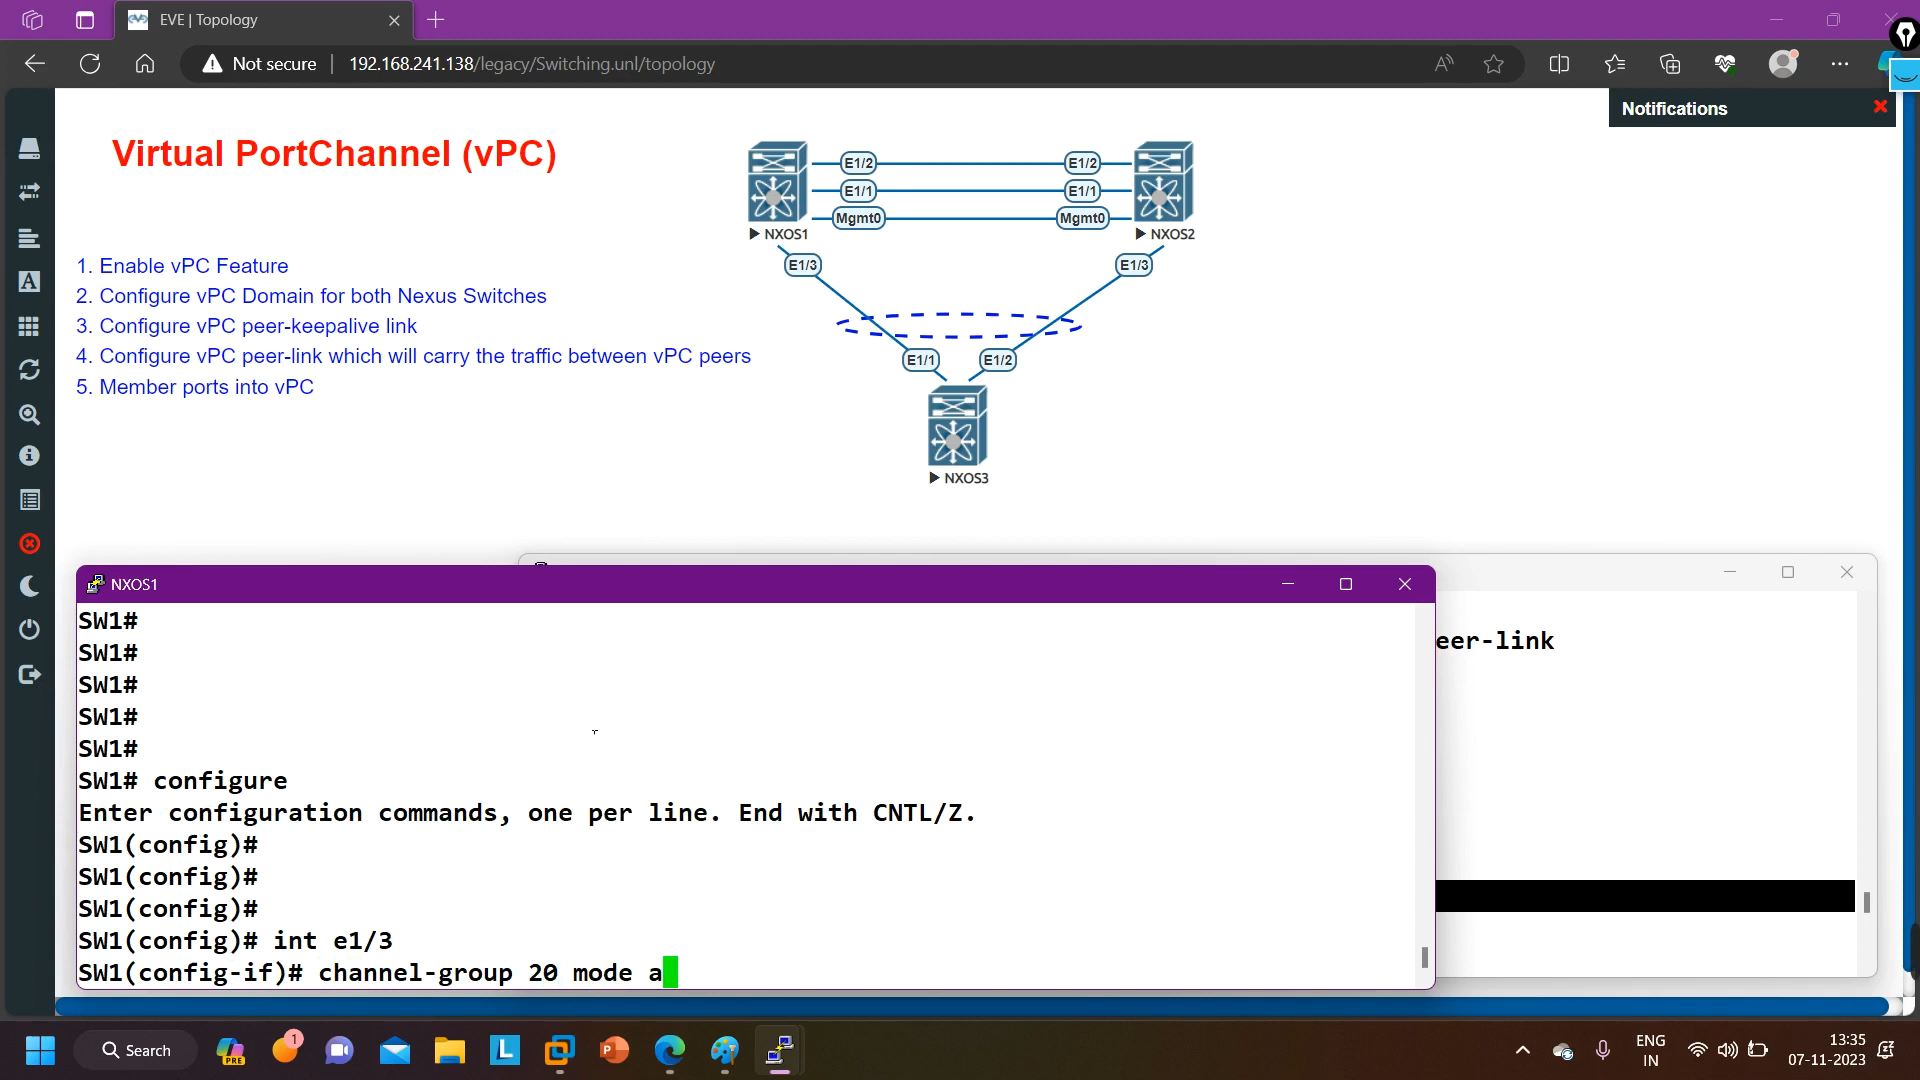 EVE | Topology
Not secure
192.168.241.138/legacy/Switching.unl/topology
Notifications
Virtual PortChannel (vPC)
1. Enable vPC Feature
2. Configure vPC Domain for both Nexus Switches
3. Configure vPC peer-keepalive link
4. Configure vPC peer-link which will carry the traffic between vPC peers
5. Member ports into vPC
E1/2 E1/2
E1/1 E1/1
Mgmt0 Mgmt0
NXOS1 NXOS2
E1/3 E1/3
E1/1 E1/2
NXOS3
NXOS1
SW1#
SW1#
SW1#
SW1#
SW1#
SW1# configure
Enter configuration commands, one per line. End with CNTL/Z.
SW1(config)#
SW1(config)#
SW1(config)#
SW1(config)# int e1/3
SW1(config-if)# channel-group 20 mode a
eer-link
Search
PRE
1
L
P
ENG
IN
13:35
07-11-2023